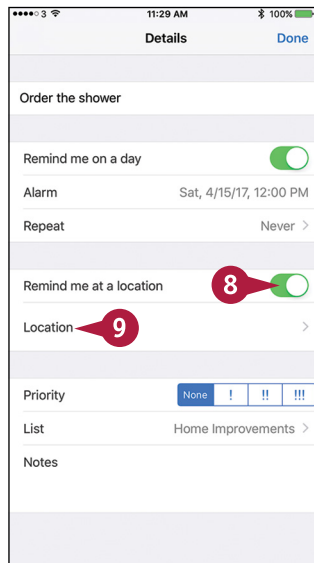 3 11:29 AM 100%
Details Done
Order the shower
Remind me on a day
Alarm Sat, 4/15/17, 12:00 PM
Repeat Never >
Remind me at a location 8
Location 9 >
Priority None ! !! !!!
List Home Improvements >
Notes